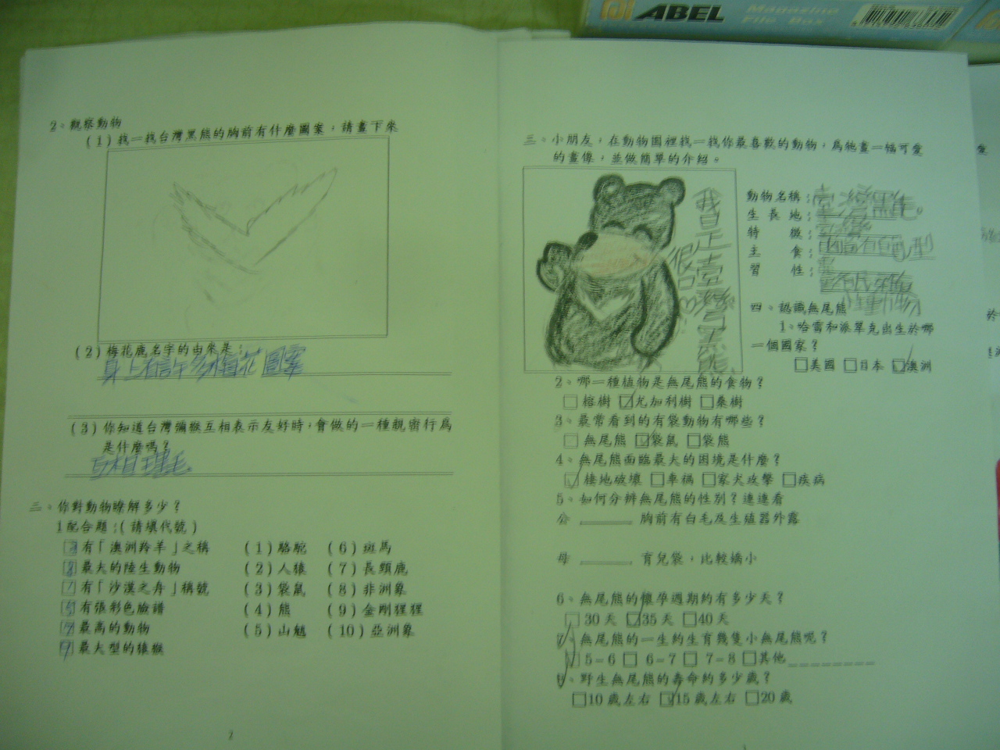 ABEL
Magazine
File Box
2、觀察動物
(1)找一找台灣黑熊的胸前有什麼圖案，請畫下來
(2)梅花鹿名字的由來是：
身上有許多梅花圖案
(3)你知道台灣獼猴互相表示友好時，會做的一種親密行為
是什麼嗎？
互相理毛
三、你對動物瞭解多少？
1配合題：(請填代號)
3 有「澳洲羚羊」之稱 (1)駱駝 (6)斑馬
8 最大的陸生動物 (2)人猿 (7)長頸鹿
1 有「沙漠之舟」稱號 (3)袋鼠 (8)非洲象
5 有張彩色臉譜 (4)熊 (9)金剛猩猩
7 最高的動物 (5)山魈 (10)亞洲象
9 最大型的猿猴
2
三、小朋友，在動物園裡找一找你最喜歡的動物，為牠畫一幅可愛
的畫像，並做簡單的介紹。
我是正臺灣黑熊
動物名稱：臺灣黑熊。
生長地：臺灣
特徵：胸前有白色V型
主食：
習性：
四、認識無尾熊
1、哈雷和派翠克出生於哪
一個國家？
□美國 □日本 ☑澳洲
2、哪一種植物是無尾熊的食物？
□榕樹 ☑尤加利樹 □桑樹
3、最常看到的有袋動物有哪些？
□無尾熊 ☑袋鼠 □袋熊
4、無尾熊面臨最大的困境是什麼？
☑棲地破壞 □車禍 □家犬攻擊 □疾病
5、如何分辨無尾熊的性別？連連看
公 ______ 胸前有白毛及生殖器外露
母 ______ 育兒袋，比較嬌小
6、無尾熊的懷孕週期約有多少天？
□30天 ☑35天 □40天
7、無尾熊的一生約生育幾隻小無尾熊呢？
☑5-6 □ 6-7 □ 7-8 □其他_________
8、野生無尾熊的壽命約多少歲？
□10歲左右 ☑15歲左右 □20歲